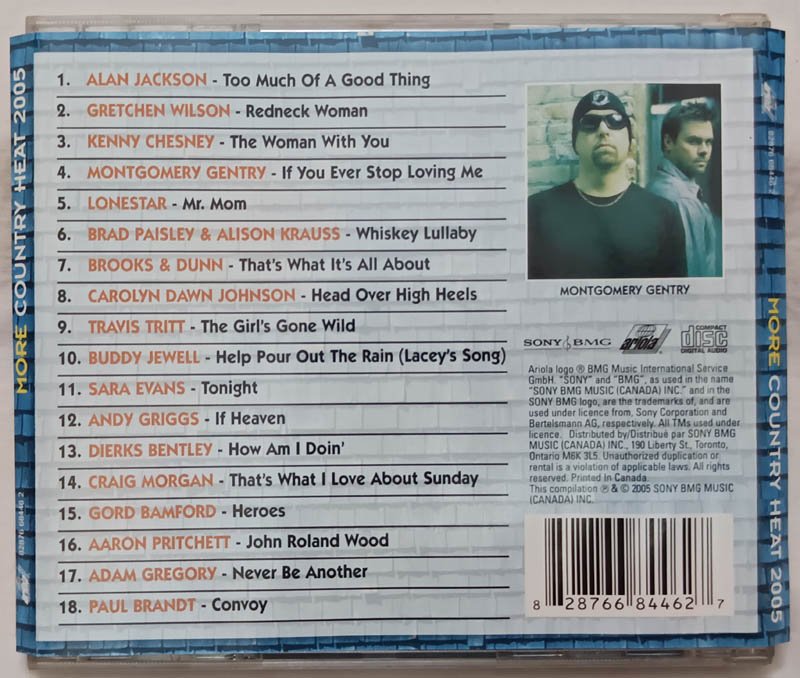 MORE COUNTRY HEAT 2005
82876 68446 2
1. ALAN JACKSON - Too Much Of A Good Thing
2. GRETCHEN WILSON - Redneck Woman
3. KENNY CHESNEY - The Woman With You
4. MONTGOMERY GENTRY - If You Ever Stop Loving Me
5. LONESTAR - Mr. Mom
6. BRAD PAISLEY & ALISON KRAUSS - Whiskey Lullaby
7. BROOKS & DUNN - That's What It's All About
8. CAROLYN DAWN JOHNSON - Head Over High Heels
9. TRAVIS TRITT - The Girl's Gone Wild
10. BUDDY JEWELL - Help Pour Out The Rain (Lacey's Song)
11. SARA EVANS - Tonight
12. ANDY GRIGGS - If Heaven
13. DIERKS BENTLEY - How Am I Doin'
14. CRAIG MORGAN - That's What I Love About Sunday
15. GORD BAMFORD - Heroes
16. AARON PRITCHETT - John Roland Wood
17. ADAM GREGORY - Never Be Another
18. PAUL BRANDT - Convoy
MONTGOMERY GENTRY
SONY BMG
ariola
COMPACT
disc
DIGITAL AUDIO
Ariola logo ® BMG Music International Service
GmbH. "SONY" and "BMG", as used in the name
"SONY BMG MUSIC (CANADA) INC." and in the
SONY BMG logo, are the trademarks of, and are
used under licence from, Sony Corporation and
Bertelsmann AG, respectively. All TMs used under
licence. Distributed by/Distribué par SONY BMG
MUSIC (CANADA) INC., 190 Liberty St., Toronto,
Ontario M6K 3L5. Unauthorized duplication or
rental is a violation of applicable laws. All rights
reserved. Printed in Canada.
This compilation ℗ & © 2005 SONY BMG MUSIC
(CANADA) INC.
8 28766 84462 7
82876 68446 2
MORE COUNTRY HEAT 2005